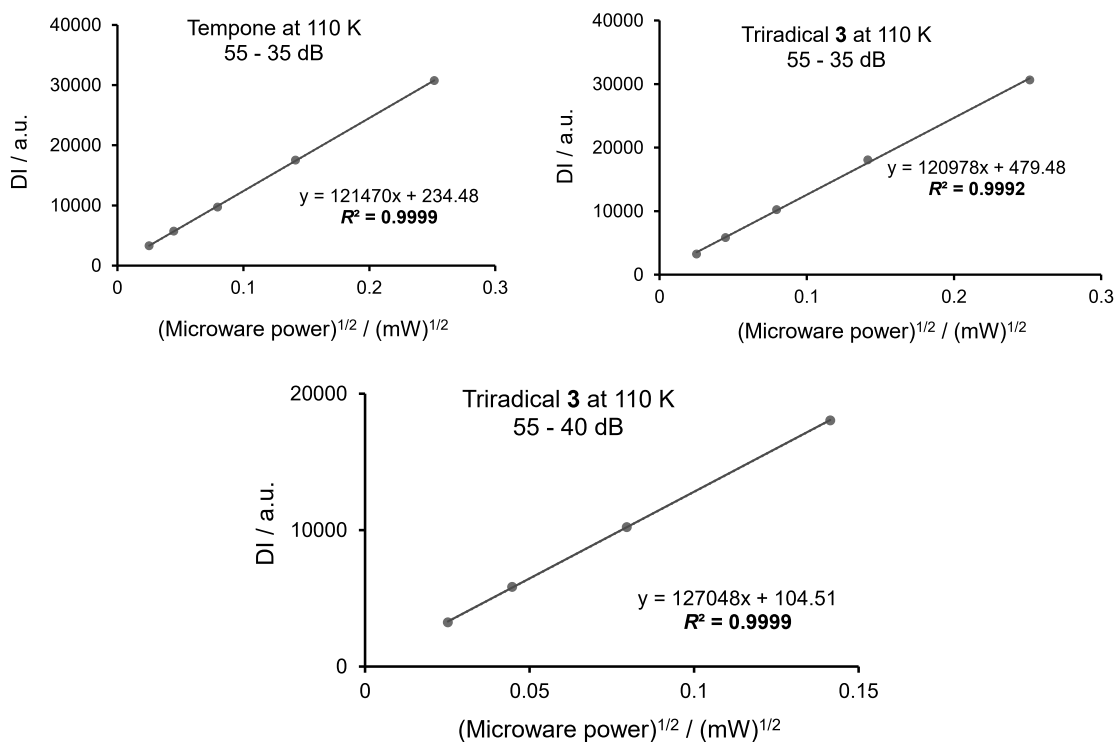 Tempone at 110 K
55 - 35 dB
40000
30000
20000
10000
0
DI / a.u.
y = 121470x + 234.48
R² = 0.9999
0 0.1 0.2 0.3
(Microware power)1/2 / (mW)1/2
Triradical 3 at 110 K
55 - 35 dB
40000
30000
20000
10000
0
DI / a.u.
y = 120978x + 479.48
R² = 0.9992
0 0.1 0.2 0.3
(Microware power)1/2 / (mW)1/2
Triradical 3 at 110 K
55 - 40 dB
20000
10000
0
DI / a.u.
y = 127048x + 104.51
R² = 0.9999
0 0.05 0.1 0.15
(Microware power)1/2 / (mW)1/2